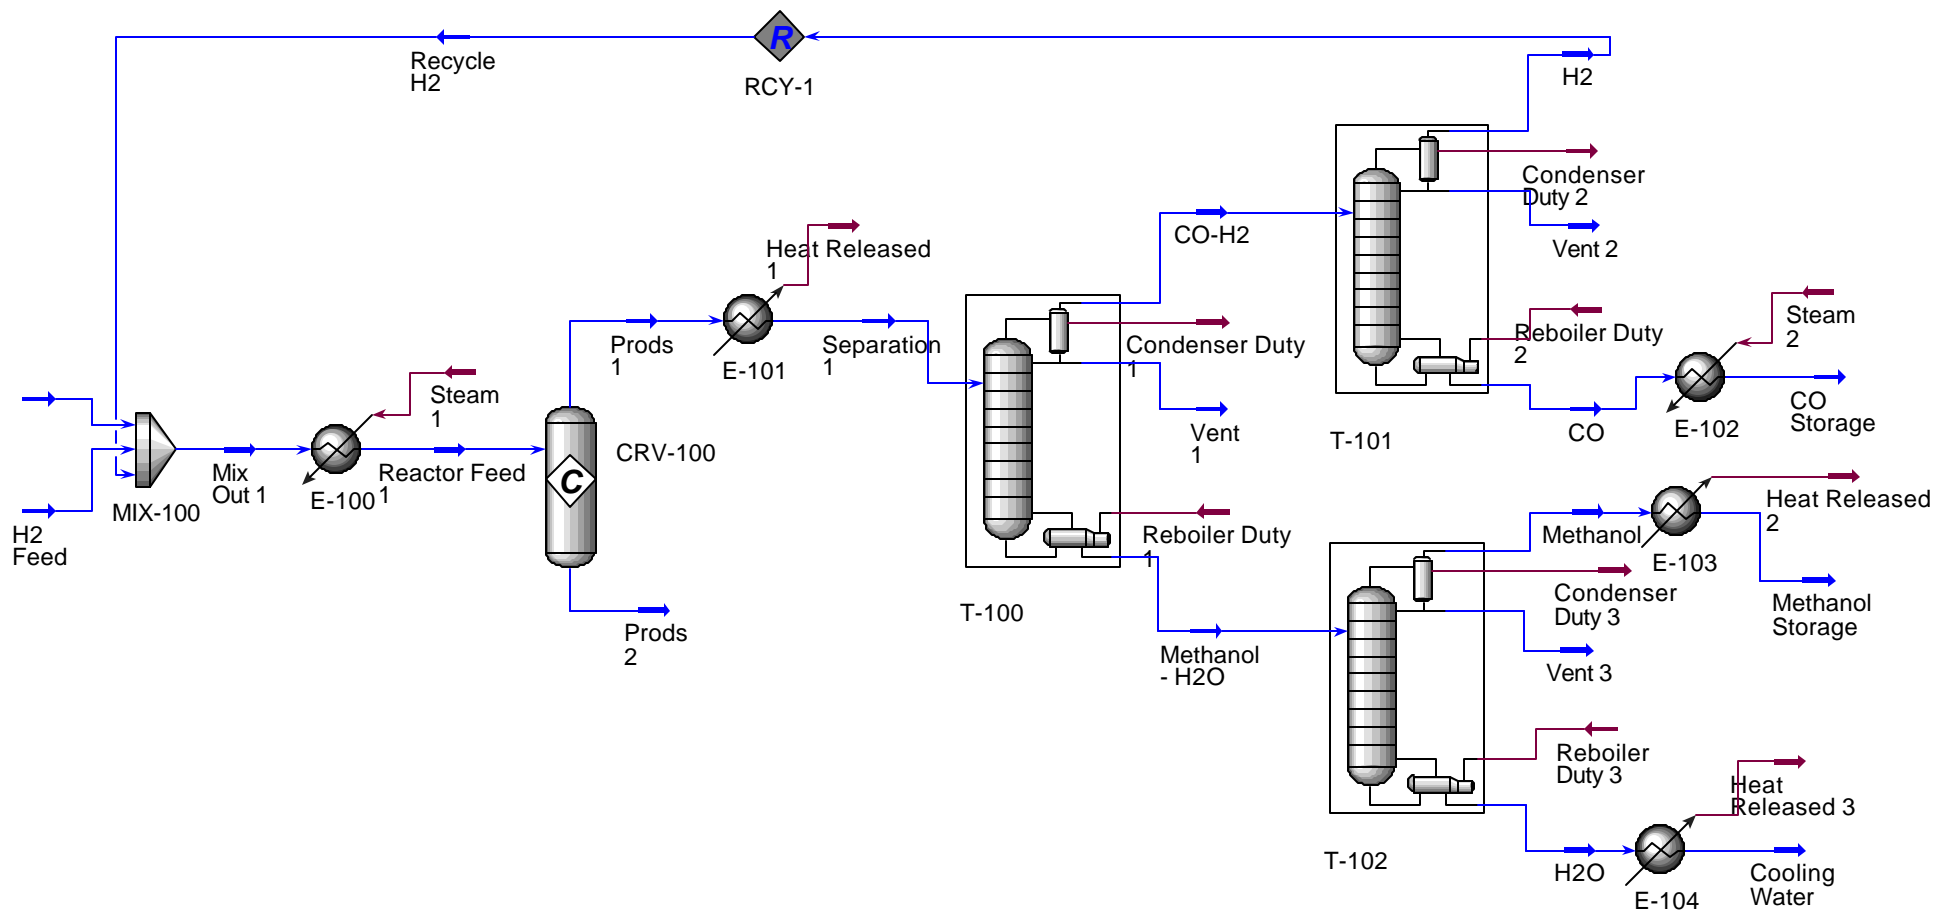 R
Recycle
H2
RCY-1
H2
Condenser
Duty 2
Vent 2
CO-H2
Heat Released
1
Steam
2
Reboiler Duty
2
Prods
1
E-101
Separation
1
Condenser Duty
1
Steam
1
Vent
1
T-101
CO
E-102
CO
Storage
CRV-100
C
Mix
Out 1
E-100
Reactor Feed
1
MIX-100
H2
Feed
Reboiler Duty
1
Methanol
E-103
Heat Released
2
Condenser
Duty 3
Methanol
Storage
T-100
Prods
2
Methanol
- H2O
Vent 3
Reboiler
Duty 3
Heat
Released 3
T-102
H2O
E-104
Cooling
Water